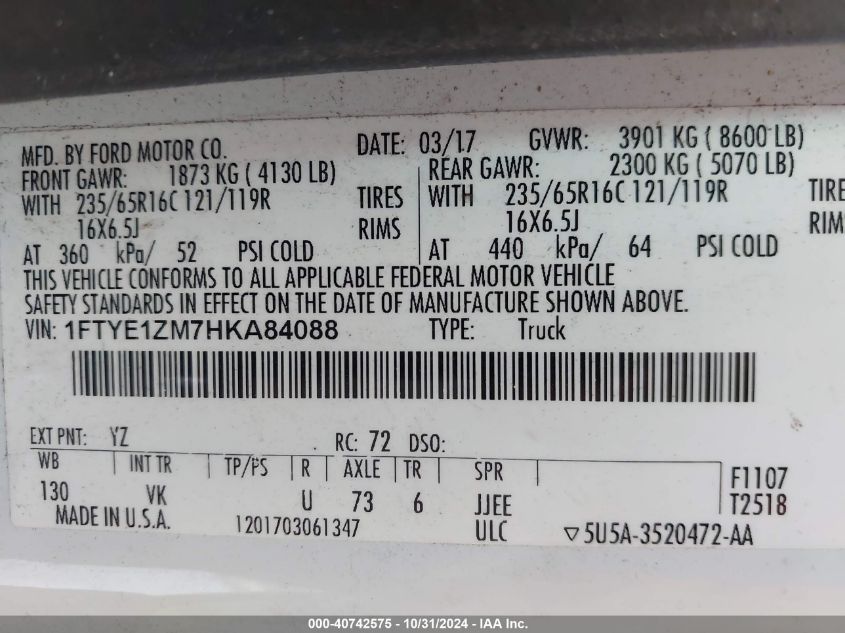 MFD. BY FORD MOTOR CO. DATE: 03/17 GVWR: 3901 KG ( 8600 LB)
FRONT GAWR: 1873 KG ( 4130 LB) REAR GAWR: 2300 KG ( 5070 LB)
WITH 235/65R16C 121/119R TIRES WITH 235/65R16C 121/119R TIRE
16X6.5J RIMS 16X6.5J RIM
AT 360 kPa/ 52 PSI COLD AT 440 kPa/ 64 PSI COLD
THIS VEHICLE CONFORMS TO ALL APPLICABLE FEDERAL MOTOR VEHICLE
SAFETY STANDARDS IN EFFECT ON THE DATE OF MANUFACTURE SHOWN ABOVE.
VIN: 1FTYE1ZM7HKA84088 TYPE: Truck
EXT PNT: YZ RC: 72 DSO:
WB INT TR TP/PS R AXLE TR SPR F1107
130 VK U 73 6 JJEE T2518
MADE IN U.S.A. 1201703061347 ULC ▽5U5A-3520472-AA
000-40742575 - 10/31/2024 - IAA Inc.